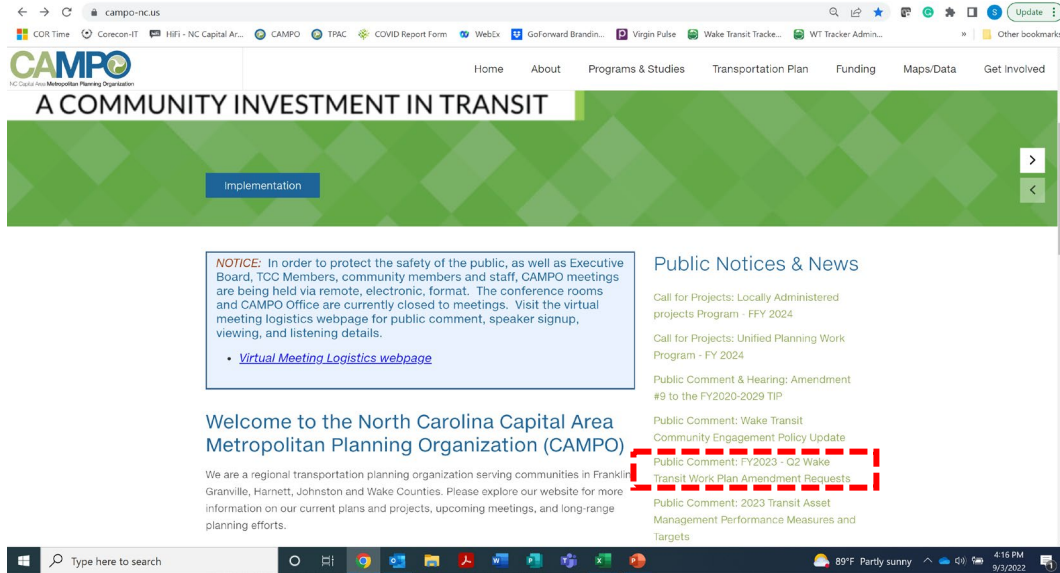 campo-nc.us
S
Update
COR Time
Corecon-IT
HiFi - NC Capital Ar...
CAMPO
TPAC
COVID Report Form
WebEx
GoForward Brandin...
Virgin Pulse
Wake Transit Tracke...
WT Tracker Admin...
»
Other bookmarks
CAMPO
NC Capital Area Metropolitan Planning Organization
Home
About
Programs & Studies
Transportation Plan
Funding
Maps/Data
Get Involved
A COMMUNITY INVESTMENT IN TRANSIT
Implementation
NOTICE: In order to protect the safety of the public, as well as Executive
Board, TCC Members, community members and staff, CAMPO meetings
are being held via remote, electronic, format. The conference rooms
and CAMPO Office are currently closed to meetings. Visit the virtual
meeting logistics webpage for public comment, speaker signup,
viewing, and listening details.
• Virtual Meeting Logistics webpage
Welcome to the North Carolina Capital Area
Metropolitan Planning Organization (CAMPO)
We are a regional transportation planning organization serving communities in Franklin
Granville, Harnett, Johnston and Wake Counties. Please explore our website for more
information on our current plans and projects, upcoming meetings, and long-range
planning efforts.
Public Notices & News
Call for Projects: Locally Administered
projects Program - FFY 2024
Call for Projects: Unified Planning Work
Program - FY 2024
Public Comment & Hearing: Amendment
#9 to the FY2020-2029 TIP
Public Comment: Wake Transit
Community Engagement Policy Update
Public Comment: FY2023 - Q2 Wake
Transit Work Plan Amendment Requests
Public Comment: 2023 Transit Asset
Management Performance Measures and
Targets
Type here to search
89°F Partly sunny
4:16 PM
9/3/2022